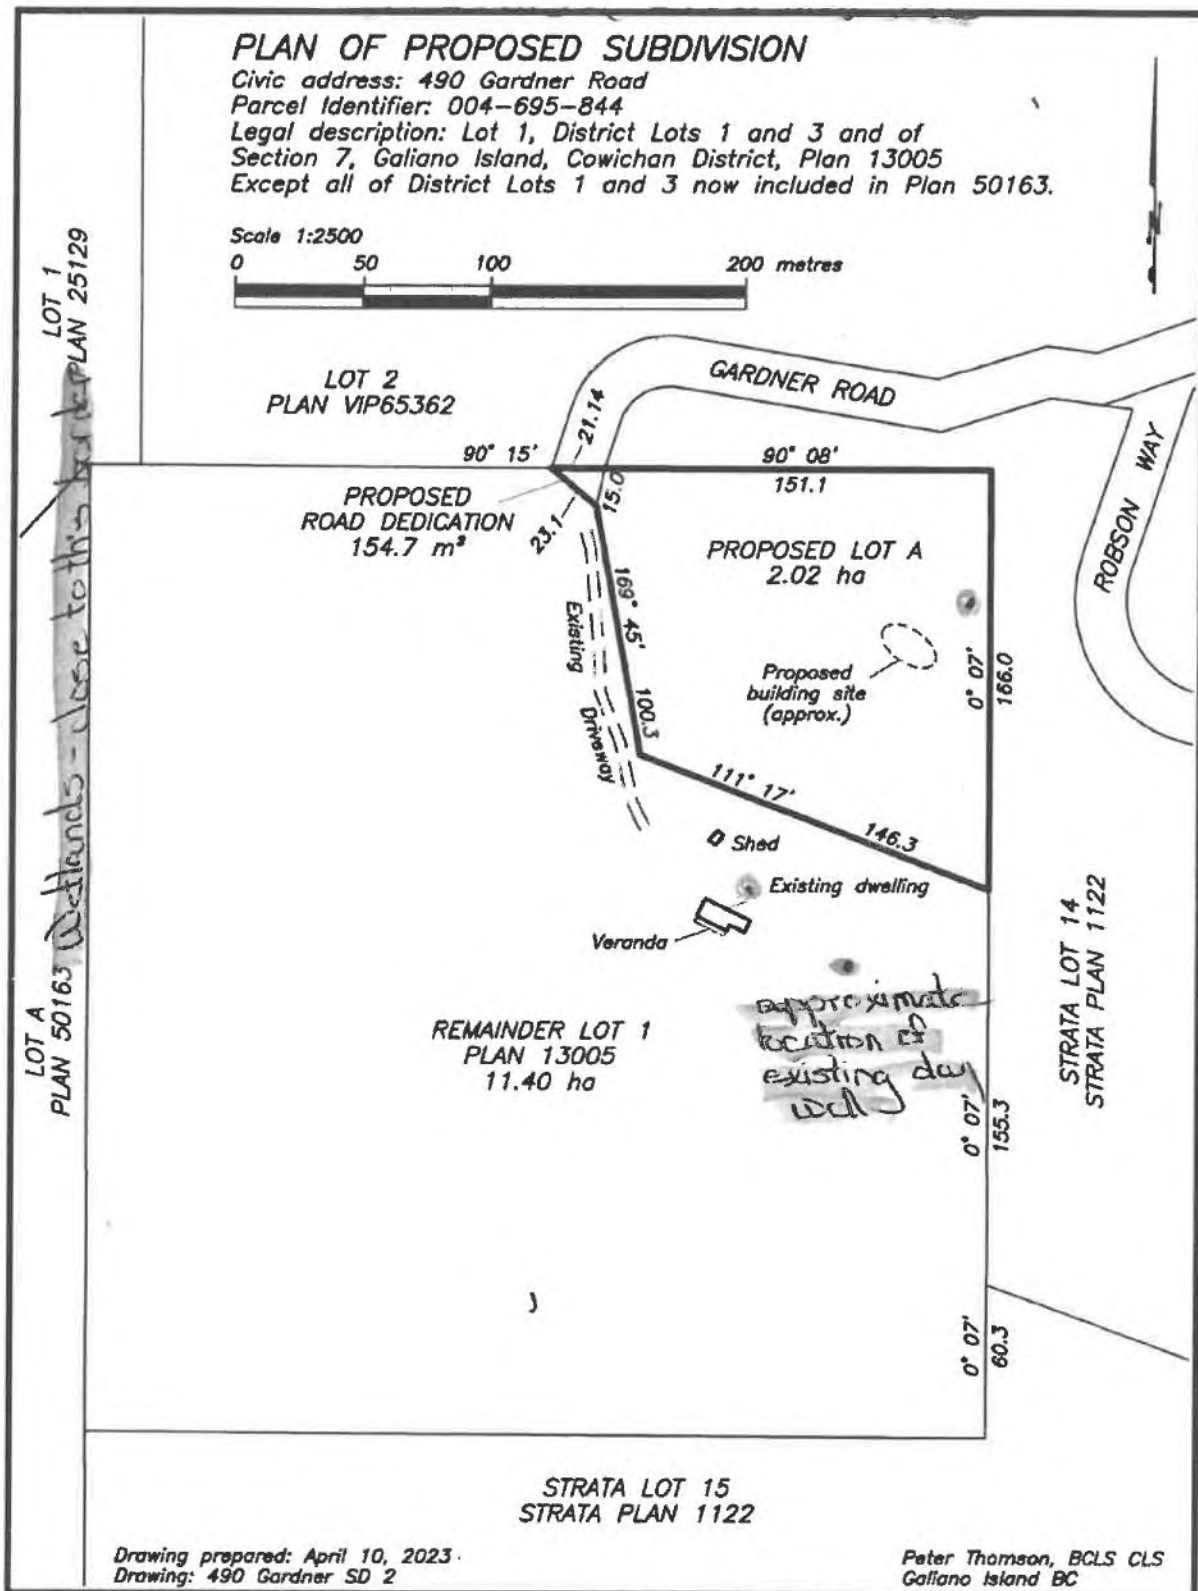 PLAN OF PROPOSED SUBDIVISION
Civic address: 490 Gardner Road
Parcel Identifier: 004-695-844
Legal description: Lot 1, District Lots 1 and 3 and of
Section 7, Galiano Island, Cowichan District, Plan 13005
Except all of District Lots 1 and 3 now included in Plan 50163.
Scale 1:2500
0 50 100 200 metres
LOT 1
PLAN 25129
LOT 2
PLAN VIP65362
GARDNER ROAD
ROBSON WAY
21.14
90° 15'
90° 08'
151.1
15.0
23.1
PROPOSED
ROAD DEDICATION
154.7 m²
PROPOSED LOT A
2.02 ha
169° 45'
100.3
Existing
Driveway
Proposed
building site
(approx.)
0° 07'
166.0
111° 17'
146.3
Shed
Existing dwelling
Veranda
Wetlands - close to this
LOT A
PLAN 50163
approximate
location of
existing
well
REMAINDER LOT 1
PLAN 13005
11.40 ha
STRATA LOT 14
STRATA PLAN 1122
0° 07'
155.3
0° 07'
60.3
STRATA LOT 15
STRATA PLAN 1122
Drawing prepared: April 10, 2023
Drawing: 490 Gardner SD 2
Peter Thomson, BCLS CLS
Galiano Island BC